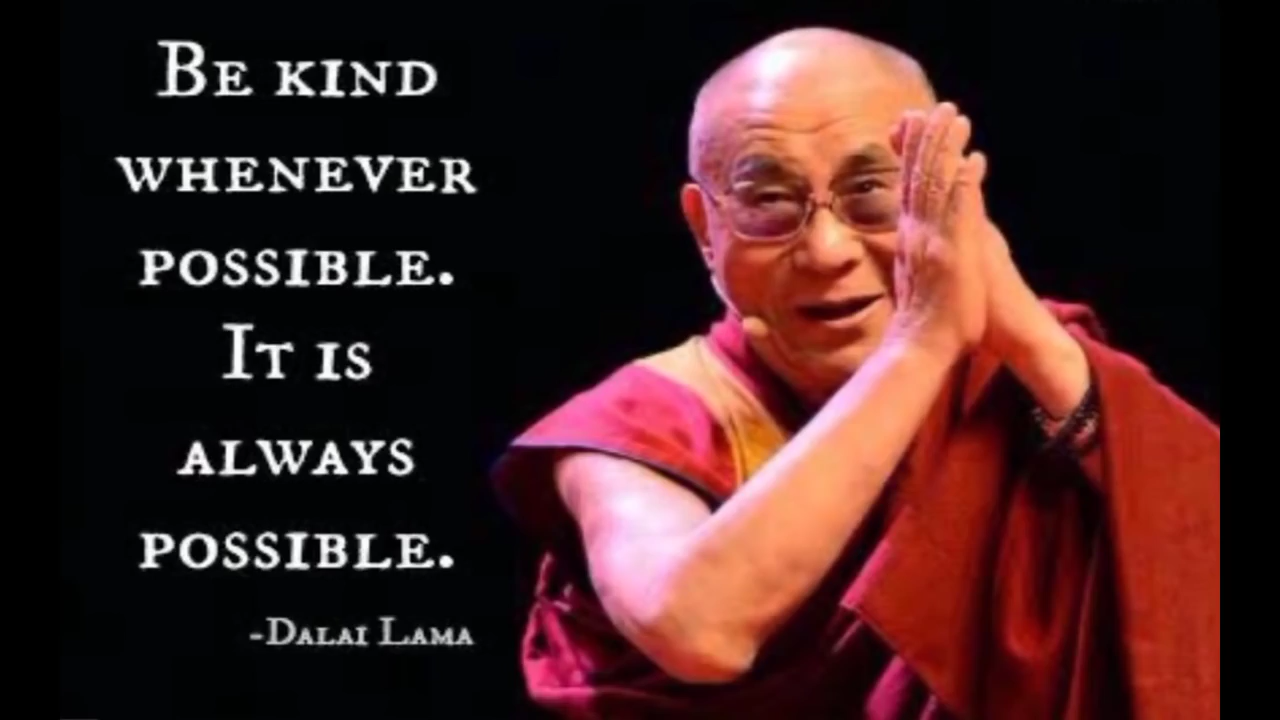 Be kind
whenever
possible.
It is
always
possible.
-Dalai Lama